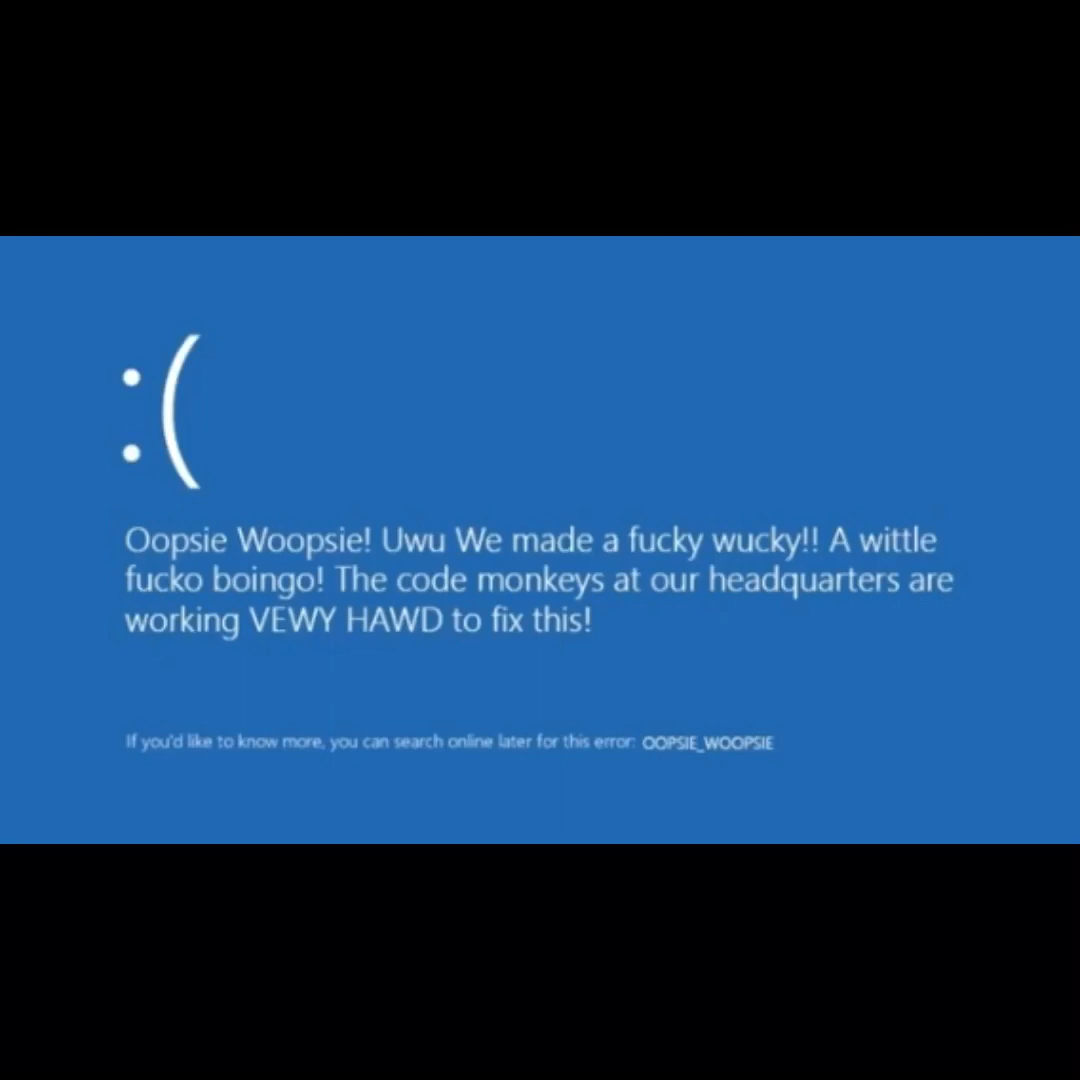 :(
Oopsie Woopsie! Uwu We made a fucky wucky!! A wittle
fucko boingo! The code monkeys at our headquarters are
working VEWY HAWD to fix this!
If you'd like to know more, you can search online later for this error: OOPSIE_WOOPSIE